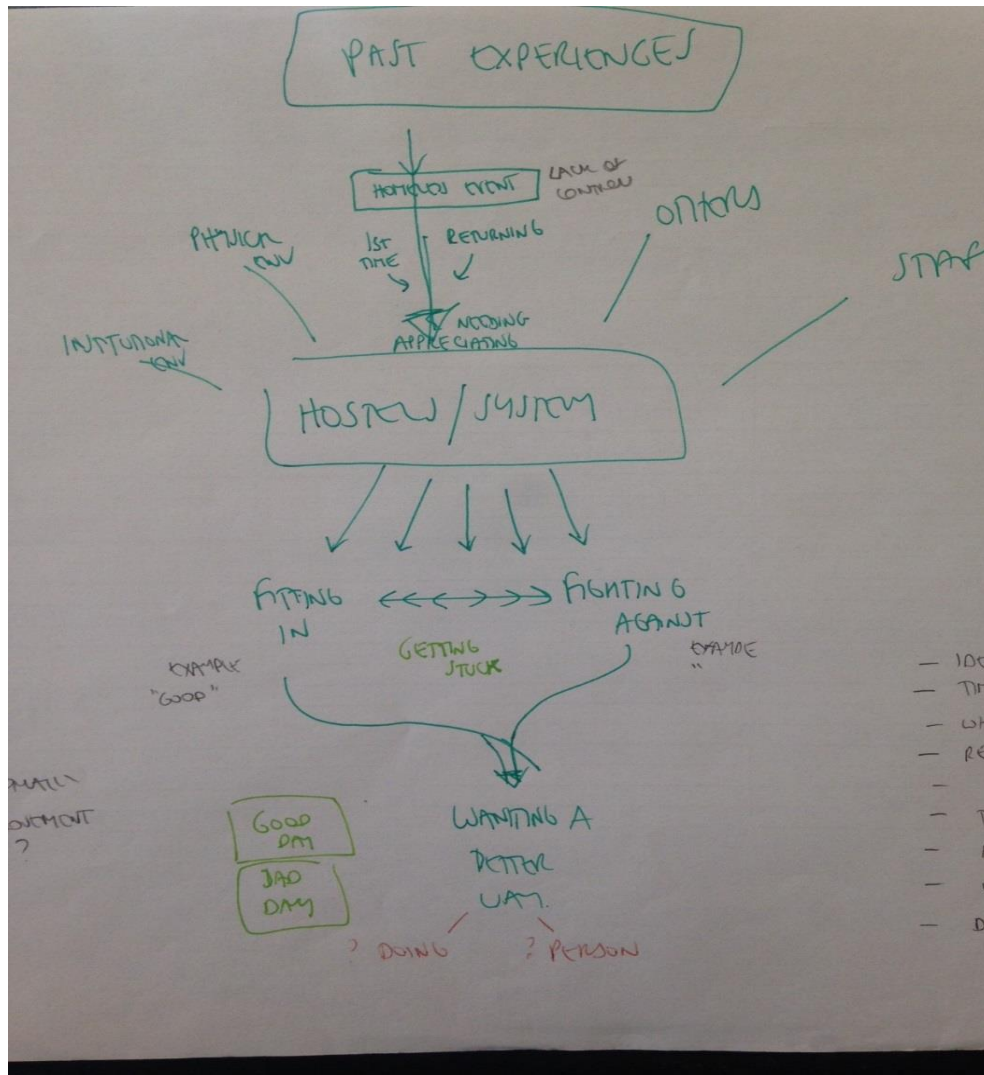 PAST EXPERIENCES
HOMELESS EVENT
LACK OF
CONTROL
PHYSICAL
ENV
1ST
TIME
RETURNING
OTHERS
STAF
INSTITUTIONAL
ENV
NEEDING
APPRECIATING
HOSTELS / SYSTEM
FITTING
IN
FIGHTING
AGAINST
GETTING
STUCK
EXAMPLE
"GOOD"
EXAMPLE
"
GOOD
DAY
BAD
DAY
WANTING A
BETTER
WAY.
? DOING
? PERSON
?